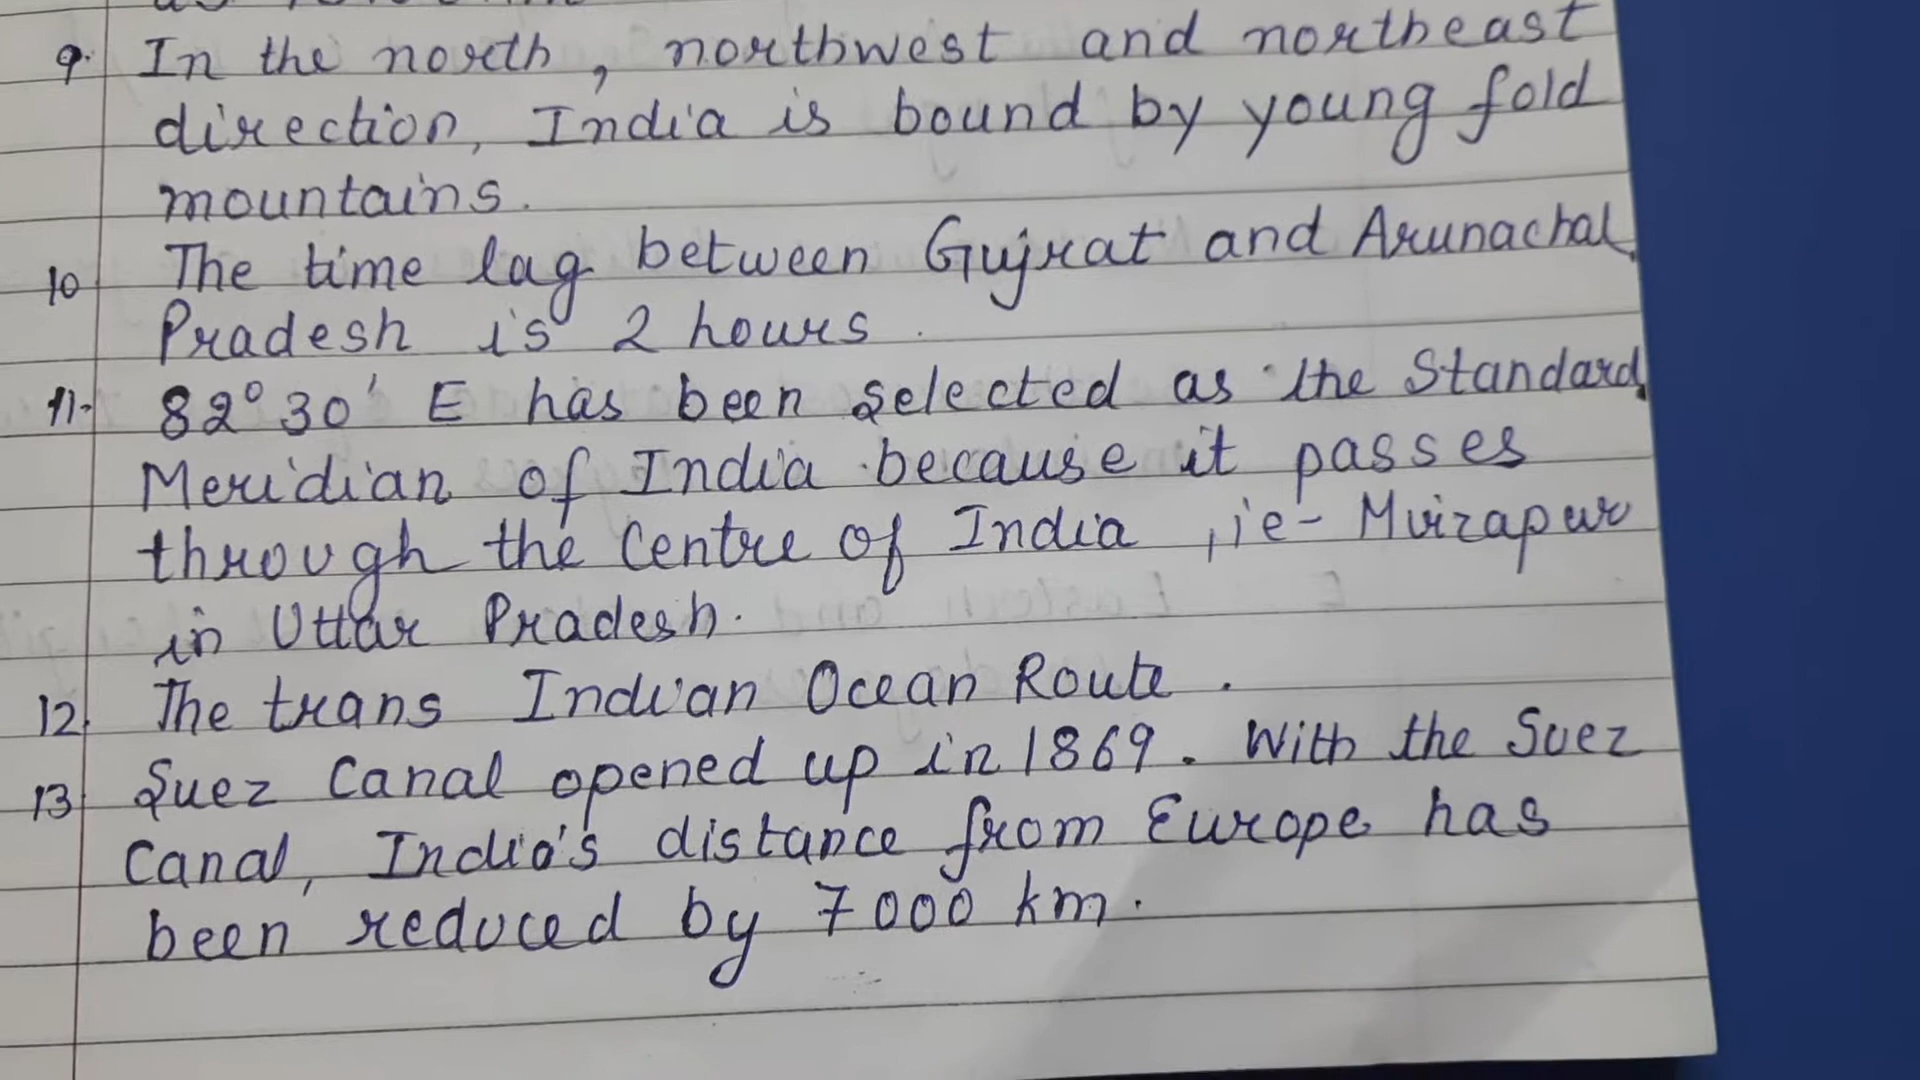 9. In the north, northwest and northeast
direction, India is bound by young fold
mountains.
10 The time lag between Gujrat and Arunachal
Pradesh is 2 hours.
11- 82° 30' E has been selected as the Standard
Meridian of India because it passes
through the Centre of India, ie- Mirzapur
in Uttar Pradesh.
12 The trans Indian Ocean Route.
13 Suez Canal opened up in 1869. With the Suez
Canal, India's distance from Europe has
been reduced by 7000 km.